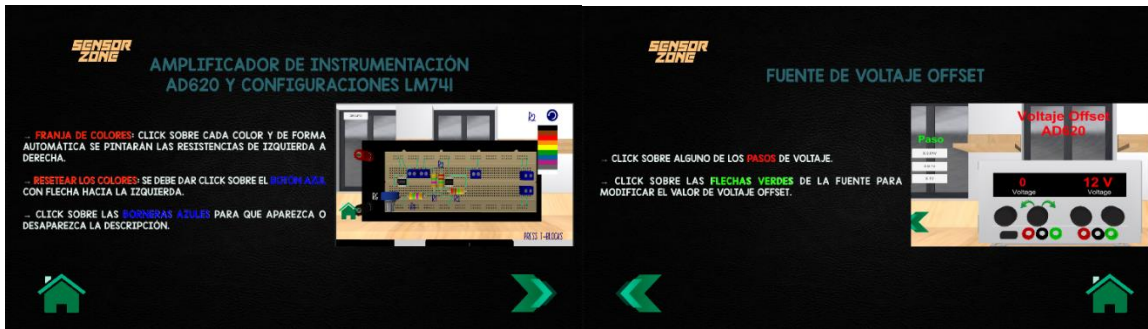 SENSOR
ZONE
AMPLIFICADOR DE INSTRUMENTACIÓN
AD620 Y CONFIGURACIONES LM741
→ FRANJA DE COLORES: CLICK SOBRE CADA COLOR Y DE FORMA
AUTOMÁTICA SE PINTARÁN LAS RESISTENCIAS DE IZQUIERDA A
DERECHA.
→ RESETEAR LOS COLORES: SE DEBE DAR CLICK SOBRE EL BOTÓN AZUL
CON FLECHA HACIA LA IZQUIERDA.
→ CLICK SOBRE LAS BORNERAS AZULES PARA QUE APAREZCA O
DESAPAREZCA LA DESCRIPCIÓN.
PRESS T-BLOCKS
SENSOR
ZONE
FUENTE DE VOLTAJE OFFSET
→ CLICK SOBRE ALGUNO DE LOS PASOS DE VOLTAJE.
→ CLICK SOBRE LAS FLECHAS VERDES DE LA FUENTE PARA
MODIFICAR EL VALOR DE VOLTAJE OFFSET.
Voltaje Offset
AD620
Paso
0 12 V
Voltage Voltage